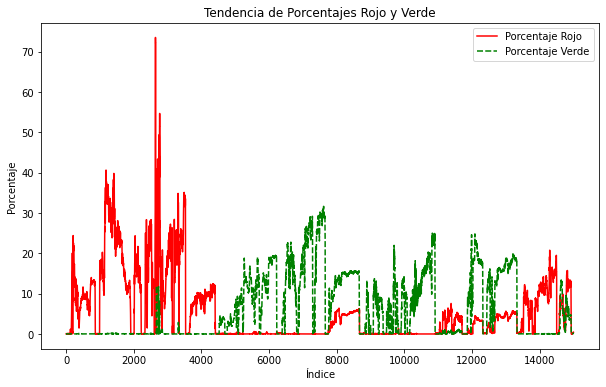 Tendencia de Porcentajes Rojo y Verde
Porcentaje Rojo
Porcentaje Verde
Porcentaje
70
60
50
40
30
20
10
0
0 2000 4000 6000 8000 10000 12000 14000
Índice